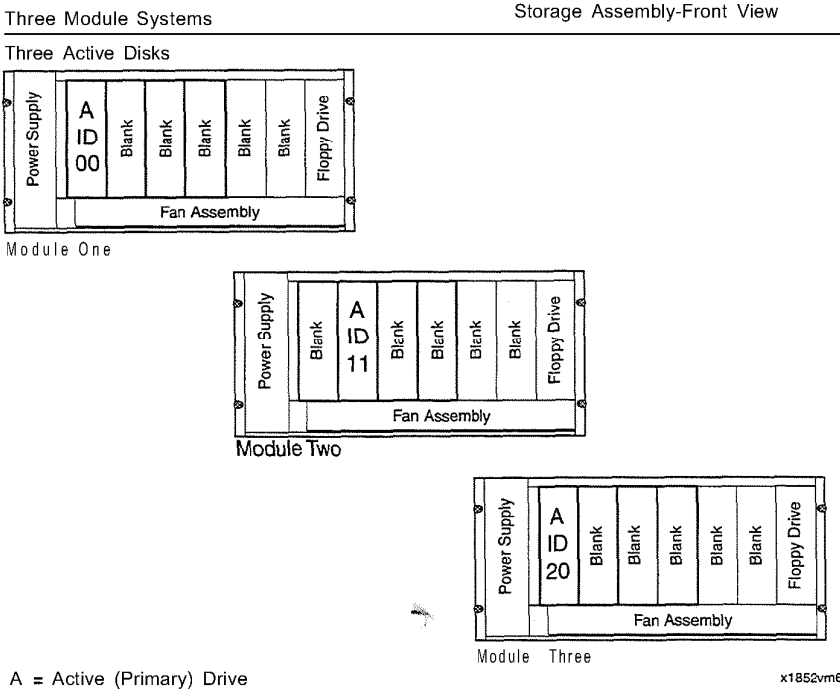 Three Module Systems
Storage Assembly-Front View
Three Active Disks
Power Supply
A
ID
00
Blank
Blank
Blank
Blank
Blank
Floppy Drive
Fan Assembly
Module One
Power Supply
Blank
A
ID
11
Blank
Blank
Blank
Blank
Floppy Drive
Fan Assembly
Module Two
Power Supply
A
ID
20
Blank
Blank
Blank
Blank
Blank
Floppy Drive
Fan Assembly
Module Three
A = Active (Primary) Drive